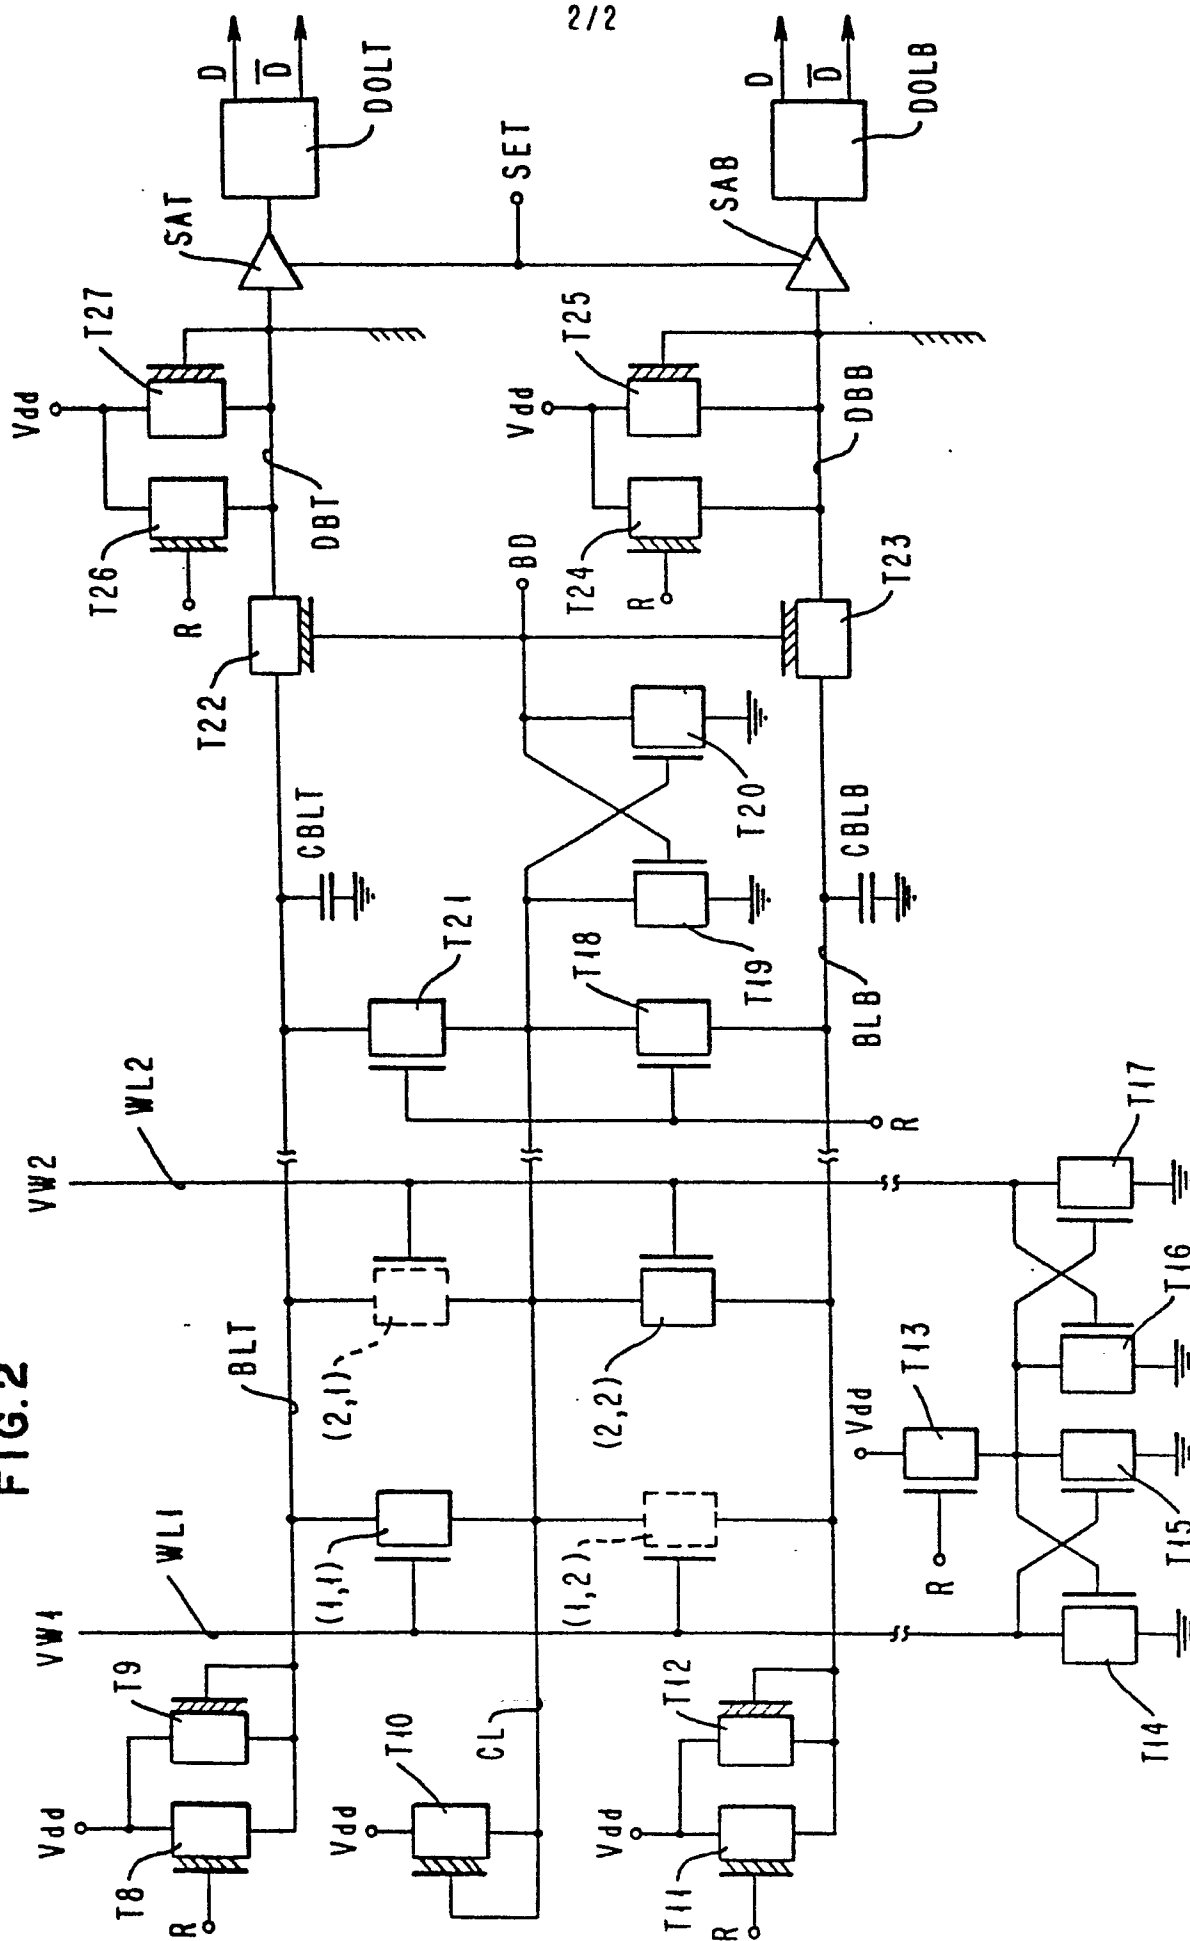 2/2
FIG. 2
Vdd
T8
R
T9
VW1
WL1
BLT
VW2
WL2
T22
T26
R
Vdd
T27
DBT
SAT
D
D̅
DOLT
Vdd
T10
CL
(1,1)
(2,1)
T21
CBLT
BD
SET
Vdd
T11
R
T12
(1,2)
(2,2)
T18
R
T19
T20
BLB
CBLB
T23
T24
R
Vdd
T25
DBB
SAB
D
D̅
DOLB
R
T13
Vdd
T14
T15
T16
T17